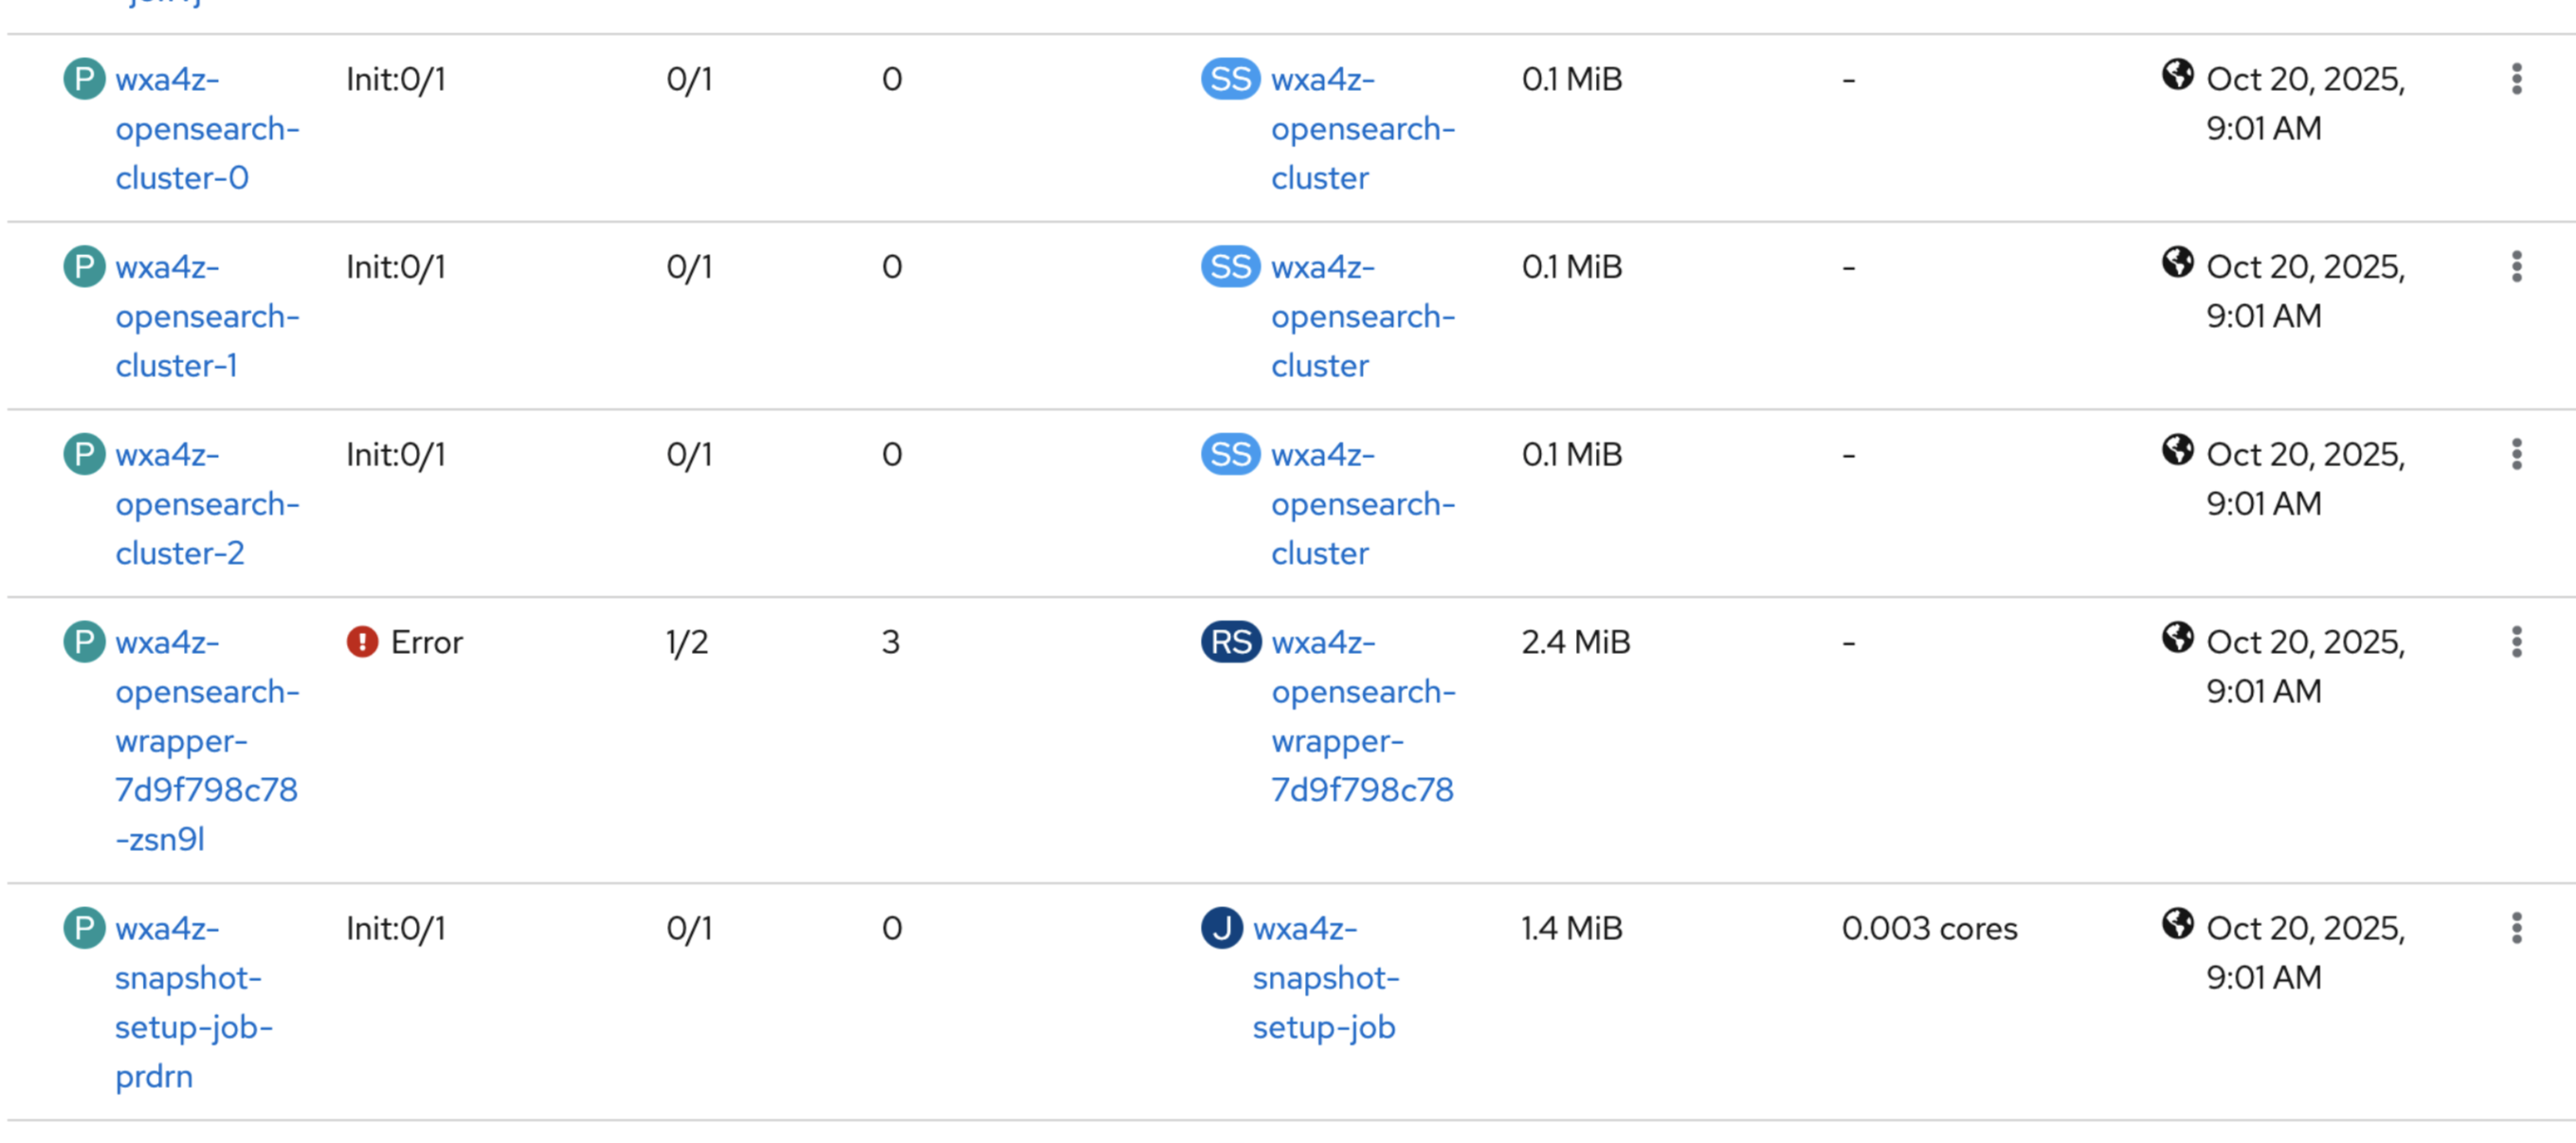 P wxa4z- Init:0/1 0/1 0 SS wxa4z- 0.1 MiB - Oct 20, 2025,
opensearch- opensearch- 9:01 AM
cluster-0 cluster
P wxa4z- Init:0/1 0/1 0 SS wxa4z- 0.1 MiB - Oct 20, 2025,
opensearch- opensearch- 9:01 AM
cluster-1 cluster
P wxa4z- Init:0/1 0/1 0 SS wxa4z- 0.1 MiB - Oct 20, 2025,
opensearch- opensearch- 9:01 AM
cluster-2 cluster
P wxa4z- Error 1/2 3 RS wxa4z- 2.4 MiB - Oct 20, 2025,
opensearch- opensearch- 9:01 AM
wrapper- wrapper-
7d9f798c78 7d9f798c78
-zsn9l
P wxa4z- Init:0/1 0/1 0 J wxa4z- 1.4 MiB 0.003 cores Oct 20, 2025,
snapshot- snapshot- 9:01 AM
setup-job- setup-job
prdrn